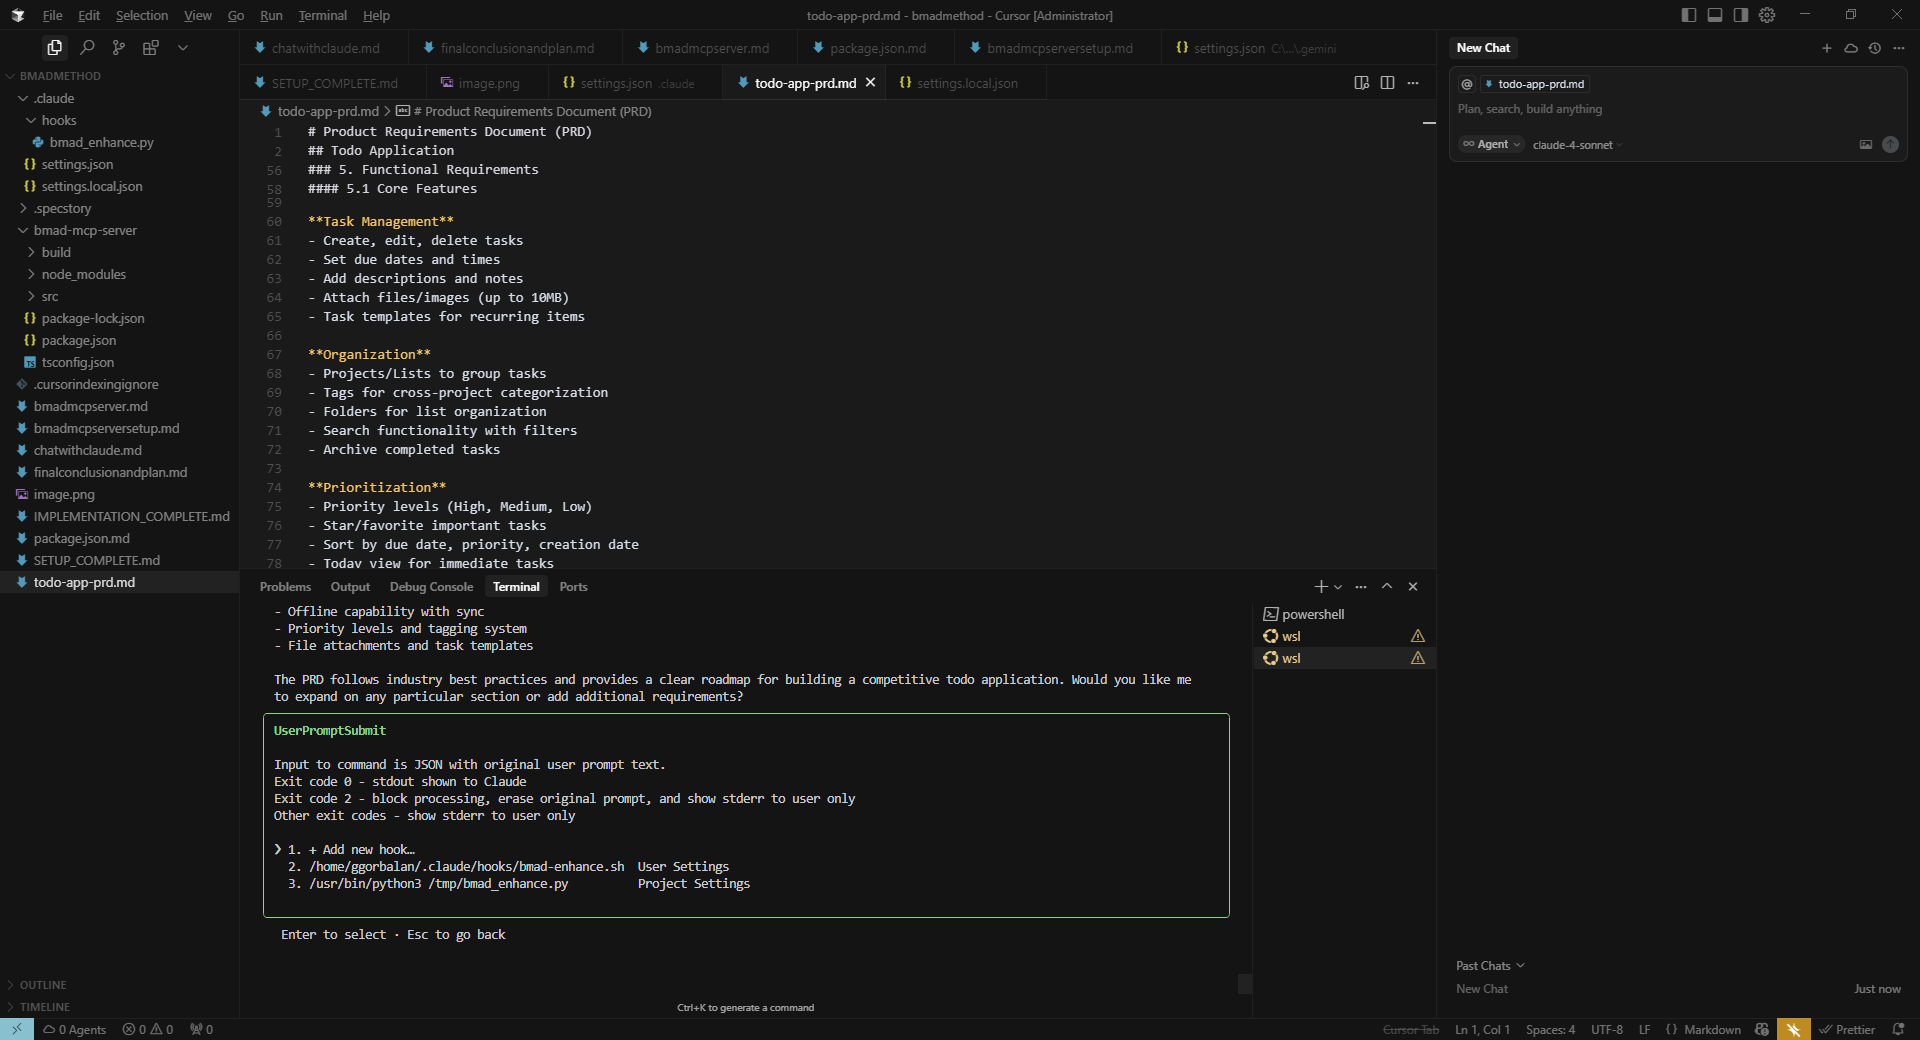 File Edit Selection View Go Run Terminal Help
todo-app-prd.md - bmadmethod - Cursor [Administrator]
BMADMETHOD
.claude
hooks
bmad_enhance.py
settings.json
settings.local.json
.specstory
bmad-mcp-server
build
node_modules
src
package-lock.json
package.json
tsconfig.json
.cursorindexingignore
bmadmcpserver.md
bmadmcpserversetup.md
chatwithclaude.md
finalconclusionandplan.md
image.png
IMPLEMENTATION_COMPLETE.md
package.json.md
SETUP_COMPLETE.md
todo-app-prd.md
OUTLINE
TIMELINE
chatwithclaude.md finalconclusionandplan.md bmadmcpserver.md package.json.md bmadmcpserversetup.md settings.json C:\...\.gemini
SETUP_COMPLETE.md image.png settings.json .claude todo-app-prd.md settings.local.json
todo-app-prd.md > # Product Requirements Document (PRD)
1 # Product Requirements Document (PRD)
2 ## Todo Application
56 ### 5. Functional Requirements
58 #### 5.1 Core Features
59
60 **Task Management**
61 - Create, edit, delete tasks
62 - Set due dates and times
63 - Add descriptions and notes
64 - Attach files/images (up to 10MB)
65 - Task templates for recurring items
66
67 **Organization**
68 - Projects/Lists to group tasks
69 - Tags for cross-project categorization
70 - Folders for list organization
71 - Search functionality with filters
72 - Archive completed tasks
73
74 **Prioritization**
75 - Priority levels (High, Medium, Low)
76 - Star/favorite important tasks
77 - Sort by due date, priority, creation date
78 - Today view for immediate tasks
Problems Output Debug Console Terminal Ports
- Offline capability with sync
- Priority levels and tagging system
- File attachments and task templates
The PRD follows industry best practices and provides a clear roadmap for building a competitive todo application. Would you like me
to expand on any particular section or add additional requirements?
UserPromptSubmit
Input to command is JSON with original user prompt text.
Exit code 0 - stdout shown to Claude
Exit code 2 - block processing, erase original prompt, and show stderr to user only
Other exit codes - show stderr to user only
❯ 1. + Add new hook…
2. /home/ggorbalan/.claude/hooks/bmad-enhance.sh User Settings
3. /usr/bin/python3 /tmp/bmad_enhance.py Project Settings
Enter to select · Esc to go back
Ctrl+K to generate a command
powershell
wsl
wsl
New Chat
@ todo-app-prd.md
Plan, search, build anything
Agent claude-4-sonnet
Past Chats
New Chat Just now
0 Agents 0 0 0
Cursor Tab Ln 1, Col 1 Spaces: 4 UTF-8 LF {} Markdown Prettier